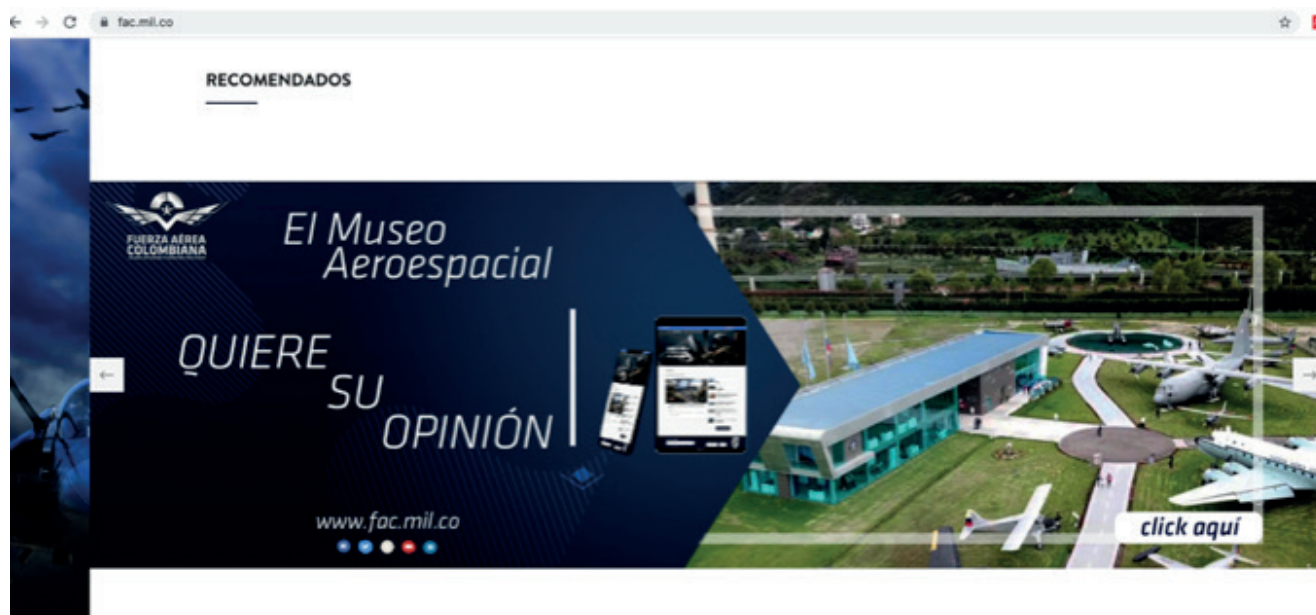 fac.mil.co
RECOMENDADOS
FUERZA AÉREA
COLOMBIANA
El Museo
Aeroespacial
QUIERE
SU
OPINIÓN
www.fac.mil.co
click aquí